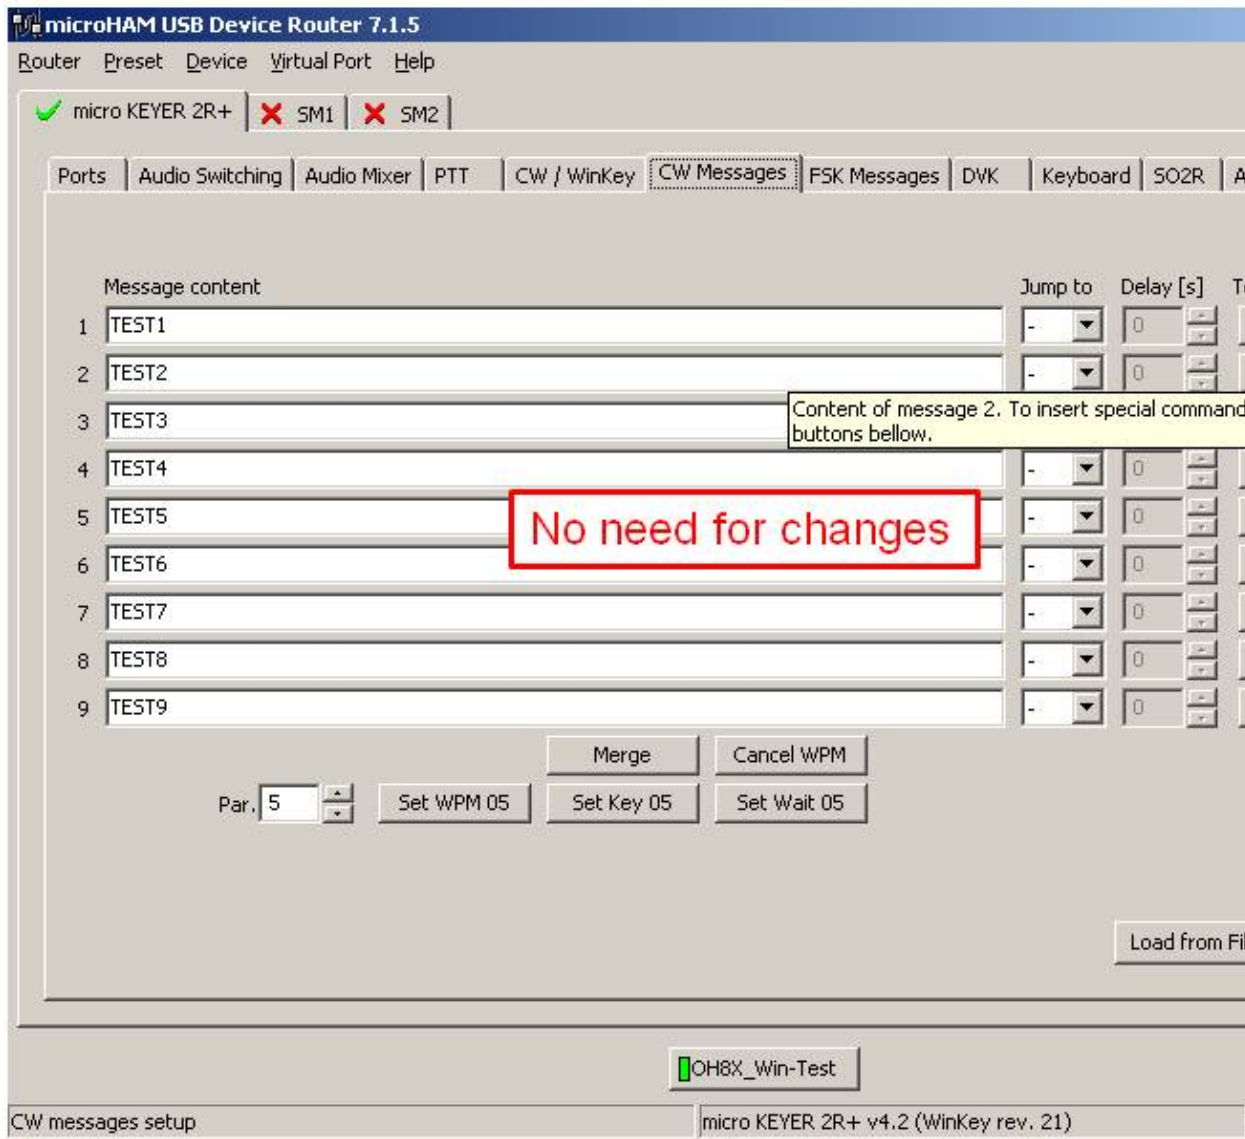 microHAM USB Device Router 7.1.5
Router Preset Device Virtual Port Help
micro KEYER 2R+ SM1 SM2
Ports Audio Switching Audio Mixer PTT CW / WinKey CW Messages FSK Messages DVK Keyboard SO2R A
Message content Jump to Delay [s]
1 TEST1 - 0
2 TEST2 - 0
Content of message 2. To insert special command
buttons bellow.
3 TEST3
4 TEST4 - 0
5 TEST5 - 0
No need for changes
6 TEST6 - 0
7 TEST7 - 0
8 TEST8 - 0
9 TEST9 - 0
Merge Cancel WPM
Par. 5 Set WPM 05 Set Key 05 Set Wait 05
Load from Fi
OH8X_Win-Test
CW messages setup micro KEYER 2R+ v4.2 (WinKey rev. 21)